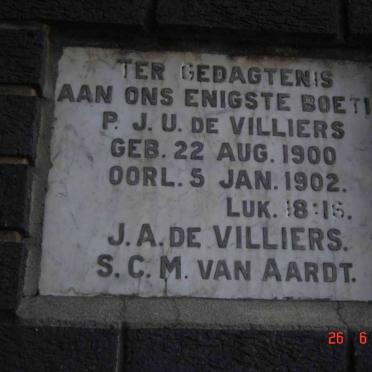 TER GEDAGTENIS
AAN ONS ENIGSTE BOETI
P. J. U. DE VILLIERS
GEB. 22 AUG. 1900
OORL. 5 JAN. 1902.
LUK. 18:16.
J. A. DE VILLIERS.
S. C. M. VAN AARDT.
26 6